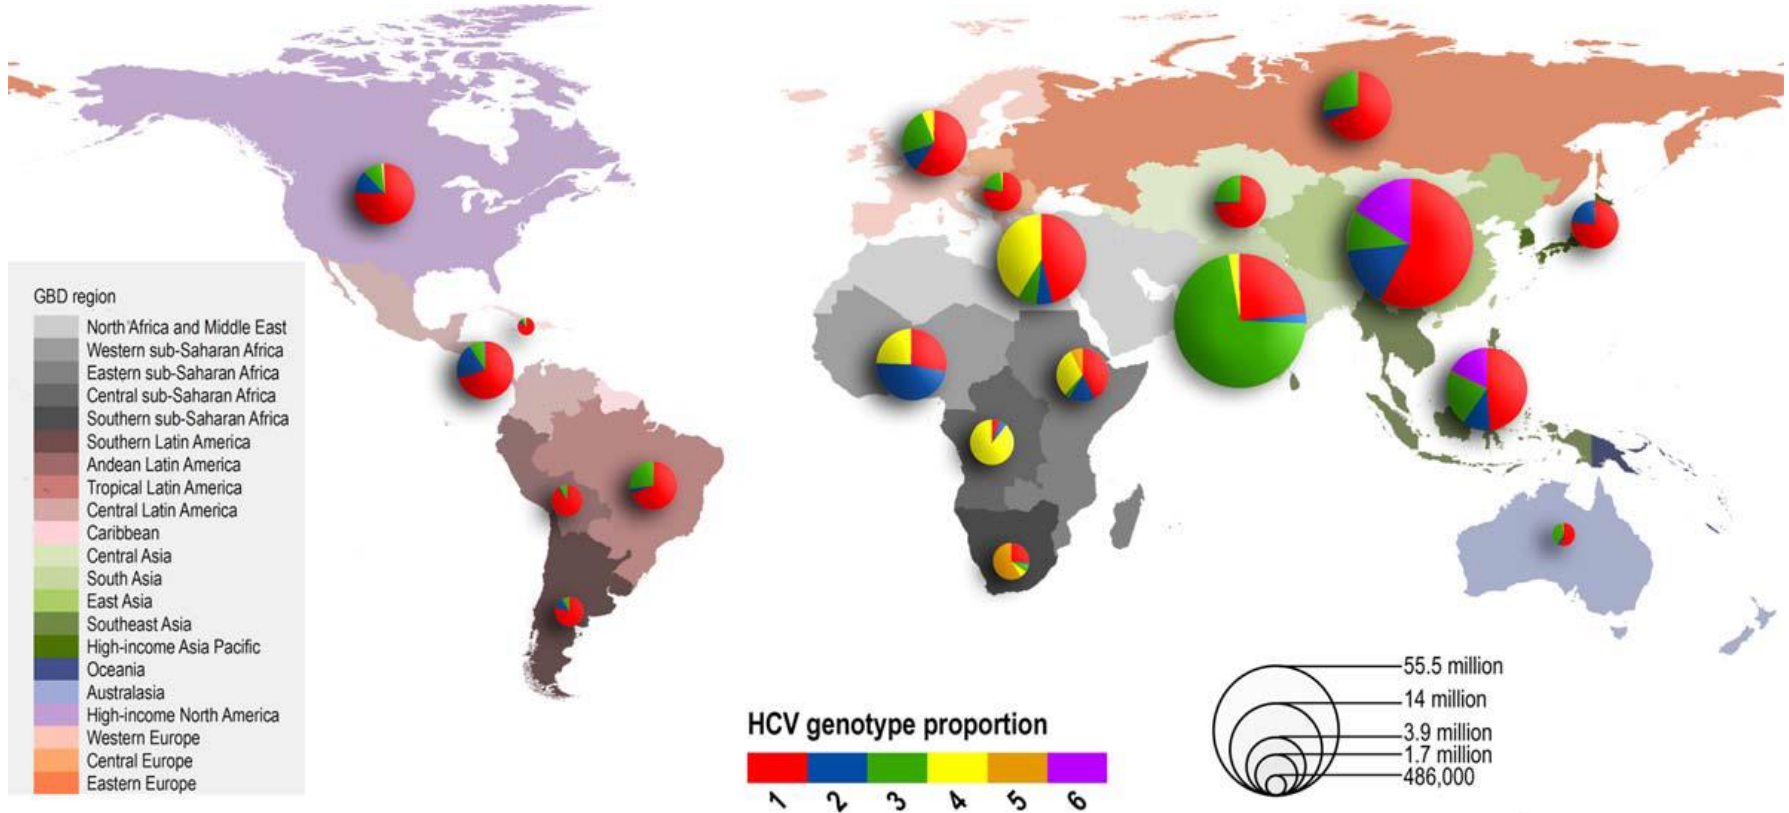 GBD region
North Africa and Middle East
Western sub-Saharan Africa
Eastern sub-Saharan Africa
Central sub-Saharan Africa
Southern sub-Saharan Africa
Southern Latin America
Andean Latin America
Tropical Latin America
Central Latin America
Caribbean
Central Asia
South Asia
East Asia
Southeast Asia
High-income Asia Pacific
Oceania
Australasia
High-income North America
Western Europe
Central Europe
Eastern Europe
HCV genotype proportion
1 2 3 4 5 6
55.5 million
14 million
3.9 million
1.7 million
486,000